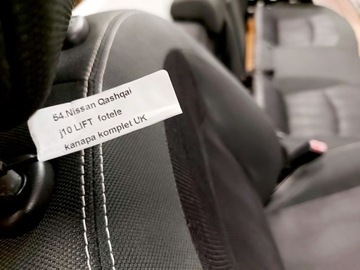 54.Nissan Qashqai
j10 LIFT fotele
kanapa komplet UK